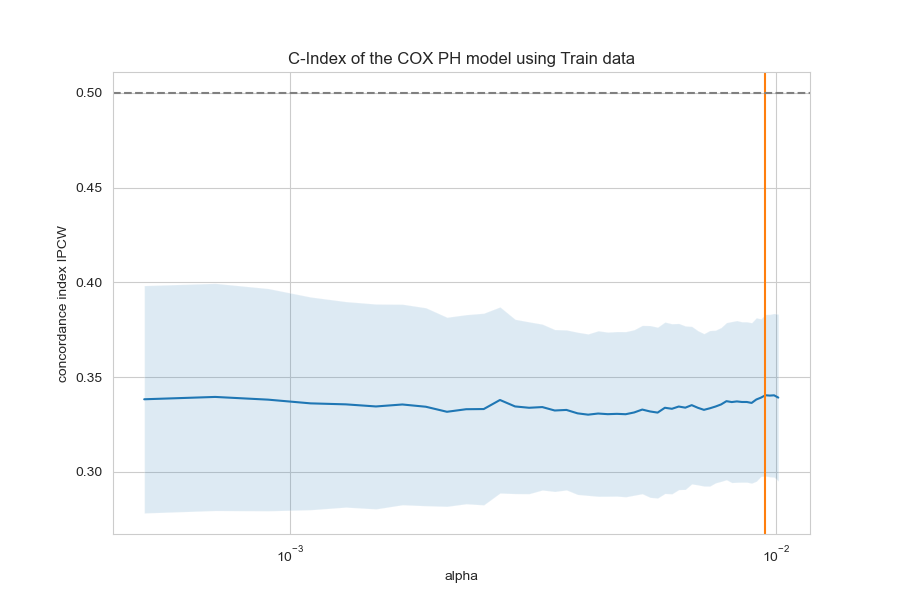 C-Index of the COX PH model using Train data
concordance index IPCW
0.50
0.45
0.40
0.35
0.30
10⁻³
10⁻²
alpha